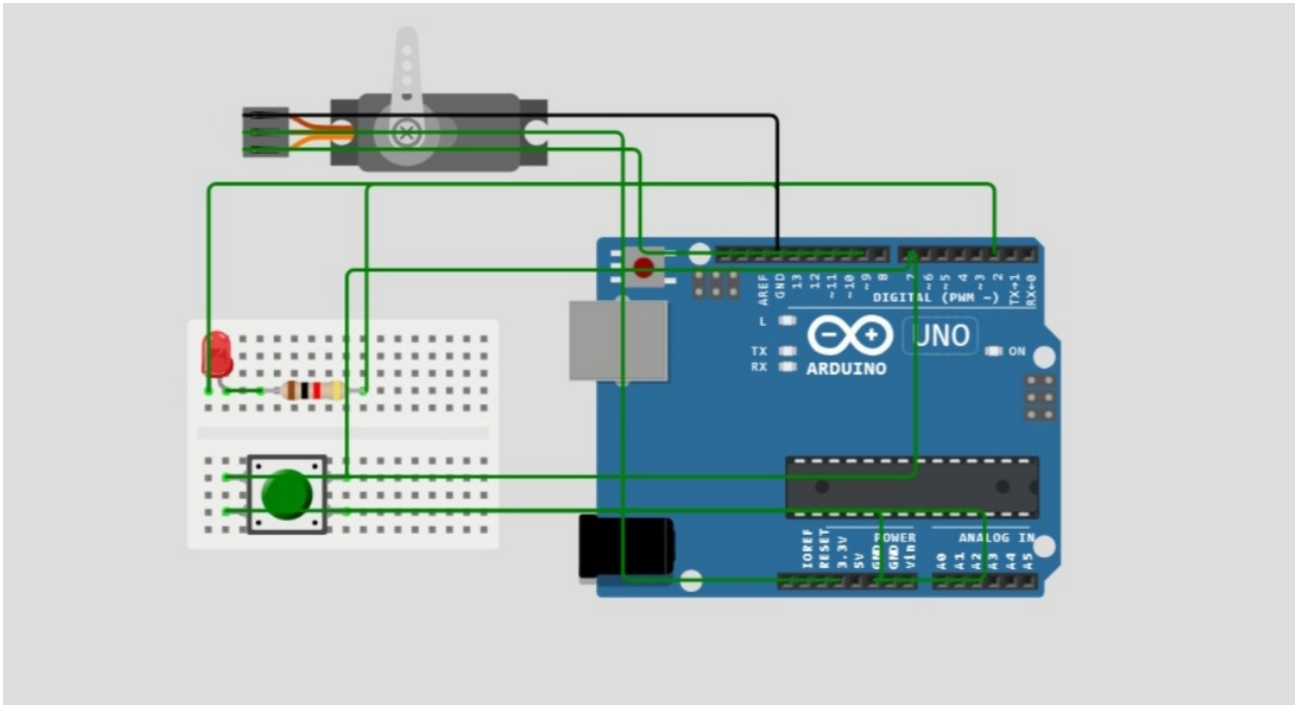 AREF
GND
13
12
~11
~10
~9
8
7
~6
~5
4
~3
2
TX→1
RX←0
DIGITAL (PWM ~)
L
TX
RX
UNO
ARDUINO
ON
POWER
ANALOG IN
IOREF
RESET
3.3V
5V
GND
GND
Vin
A0
A1
A2
A3
A4
A5